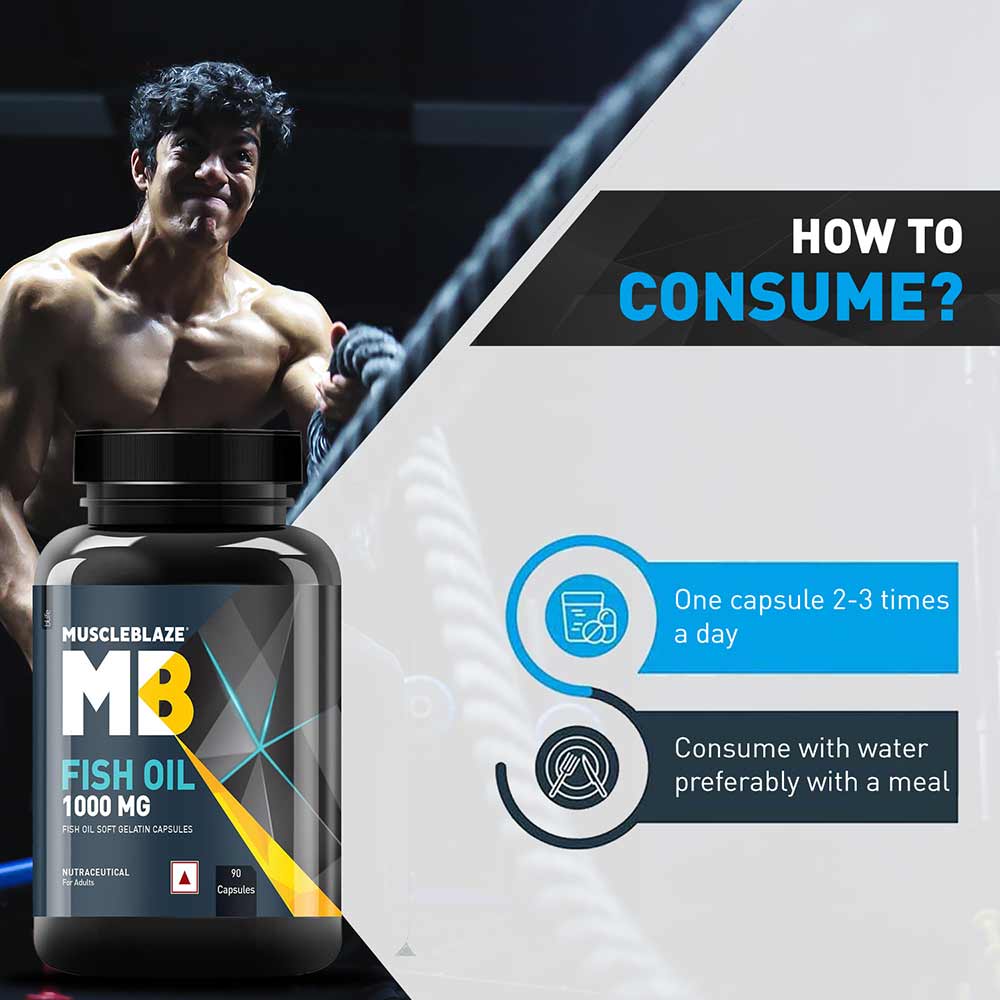 HOW TO
CONSUME?
One capsule 2-3 times
a day
Consume with water
preferably with a meal
bLife
MUSCLEBLAZE®
MB
FISH OIL
1000 MG
FISH OIL SOFT GELATIN CAPSULES
NUTRACEUTICAL
For Adults
90
Capsules